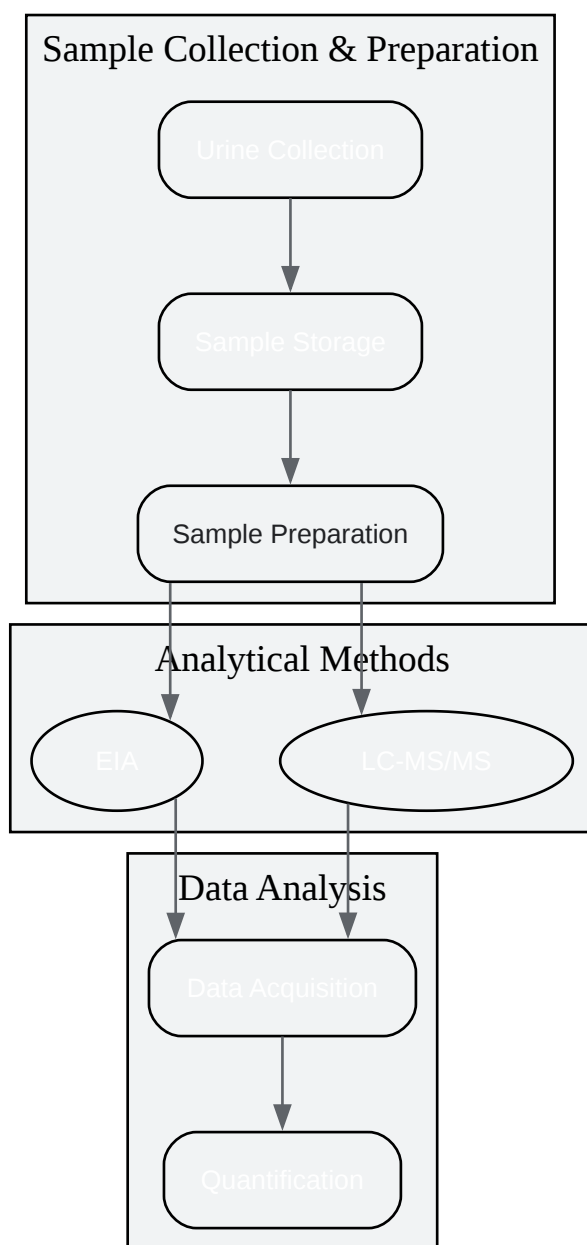 Sample Collection & Preparation
Urine Collection
Sample Storage
Sample Preparation
Analytical Methods
EIA
LC-MS/MS
Data Analysis
Data Acquisition
Quantification